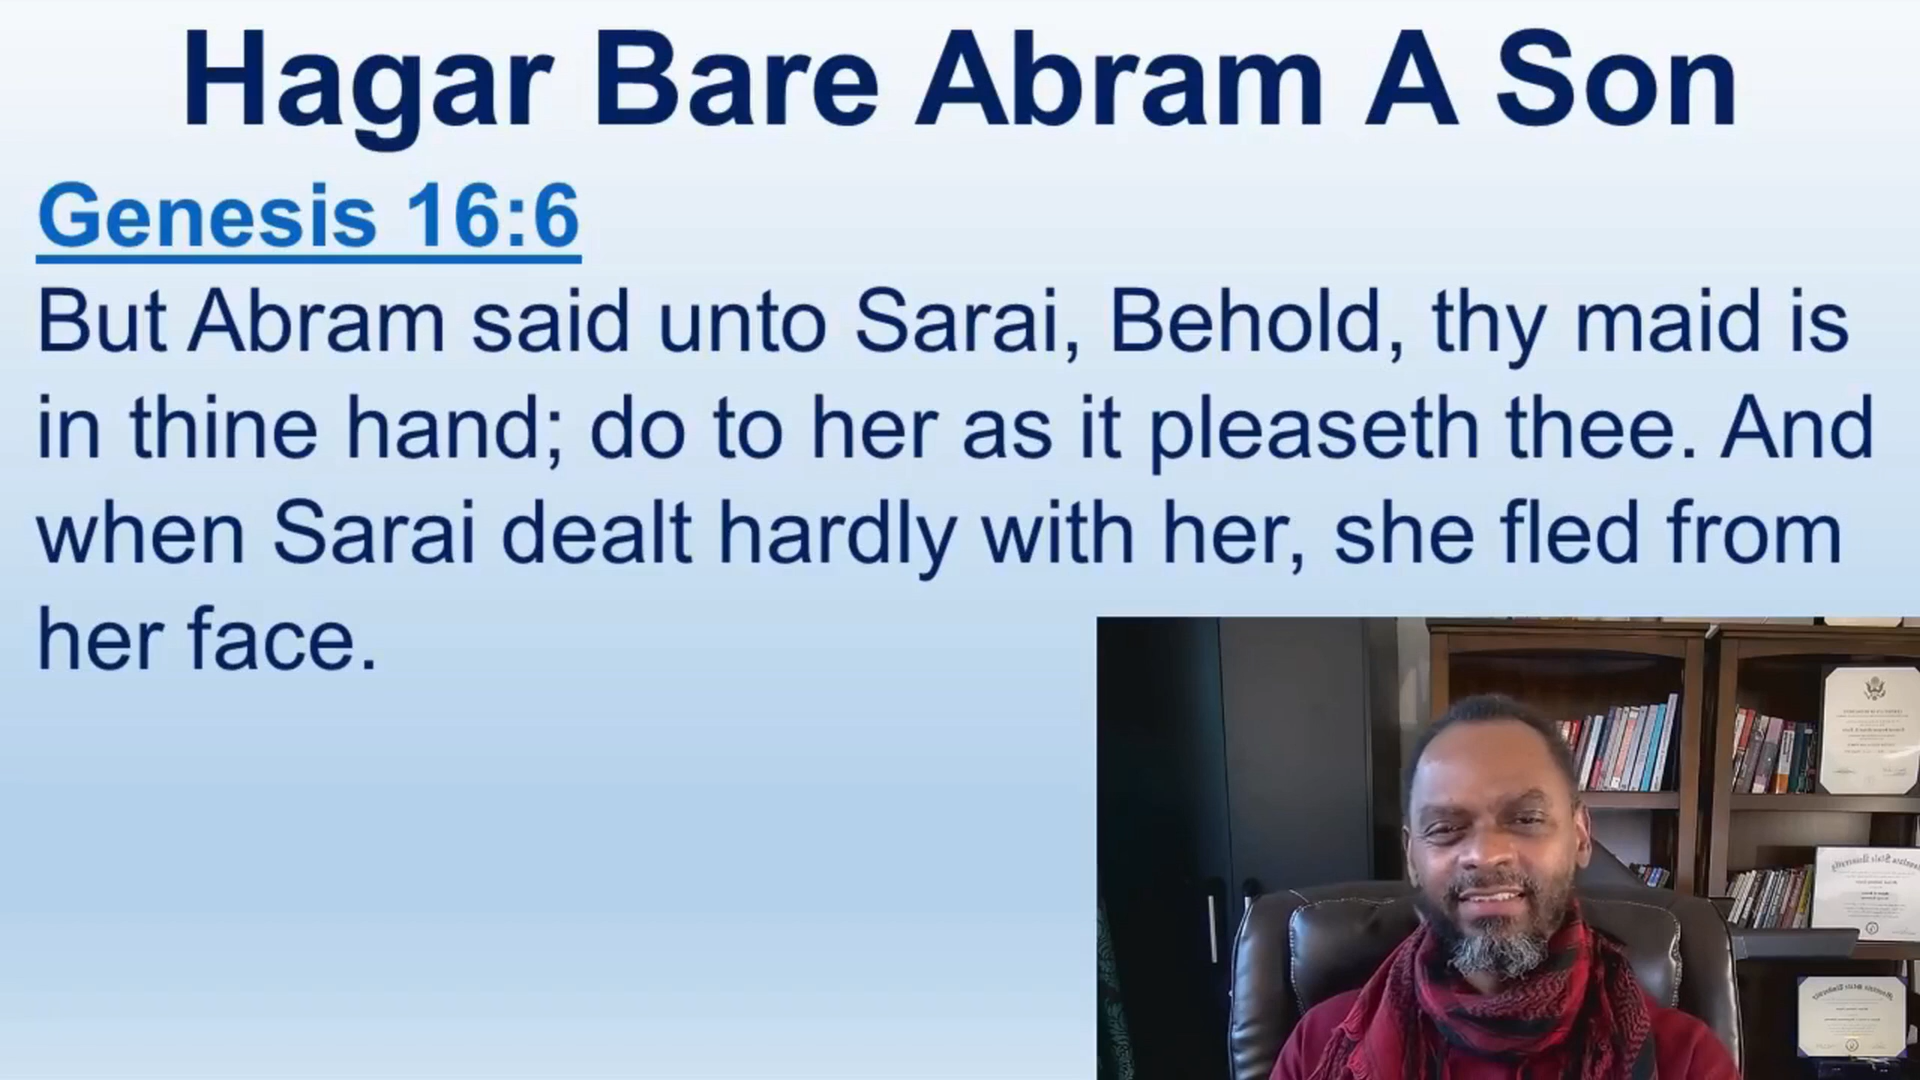 Hagar Bare Abram A Son
Genesis 16:6
But Abram said unto Sarai, Behold, thy maid is
in thine hand; do to her as it pleaseth thee. And
when Sarai dealt hardly with her, she fled from
her face.